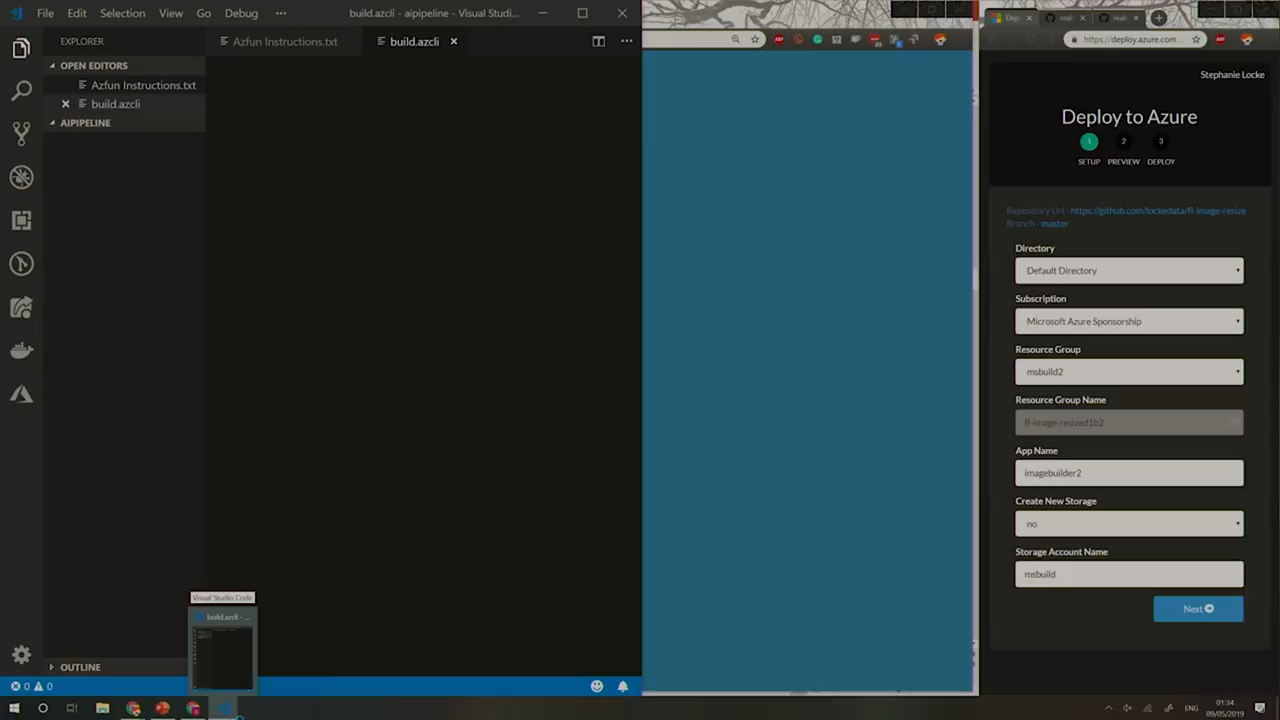 File Edit Selection View Go Debug ··· build.azcli - aipipeline - Visual Studi...
EXPLORER
OPEN EDITORS
Azfun Instructions.txt
build.azcli
AIPIPELINE
OUTLINE
Azfun Instructions.txt build.azcli
Visual Studio Code
build.azcli - ...
0 0
https://deploy.azure.com...
Stephanie Locke
Deploy to Azure
1 2 3
SETUP PREVIEW DEPLOY
Repository Url - https://github.com/lockedata/fl-image-resize
Branch - master
Directory
Default Directory
Subscription
Microsoft Azure Sponsorship
Resource Group
msbuild2
Resource Group Name
fl-image-resized1b2
App Name
imagebuilder2
Create New Storage
no
Storage Account Name
msbuild
Next
ENG
01:34
09/05/2019